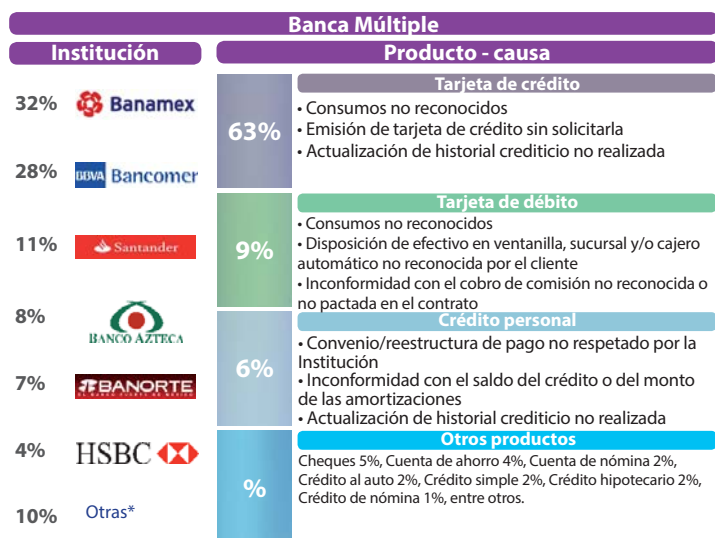 Banca Múltiple
Institución
Producto - causa
32%
Banamex
28%
BBVA Bancomer
11%
Santander
8%
BANCO AZTECA
7%
BANORTE
EL BANCO FUERTE DE MÉXICO
4%
HSBC
10%
Otras*
63%
Tarjeta de crédito
• Consumos no reconocidos
• Emisión de tarjeta de crédito sin solicitarla
• Actualización de historial crediticio no realizada
9%
Tarjeta de débito
• Consumos no reconocidos
• Disposición de efectivo en ventanilla, sucursal y/o cajero
automático no reconocida por el cliente
• Inconformidad con el cobro de comisión no reconocida o
no pactada en el contrato
6%
Crédito personal
• Convenio/reestructura de pago no respetado por la
Institución
• Inconformidad con el saldo del crédito o del monto
de las amortizaciones
• Actualización de historial crediticio no realizada
%
Otros productos
Cheques 5%, Cuenta de ahorro 4%, Cuenta de nómina 2%,
Crédito al auto 2%, Crédito simple 2%, Crédito hipotecario 2%,
Crédito de nómina 1%, entre otros.